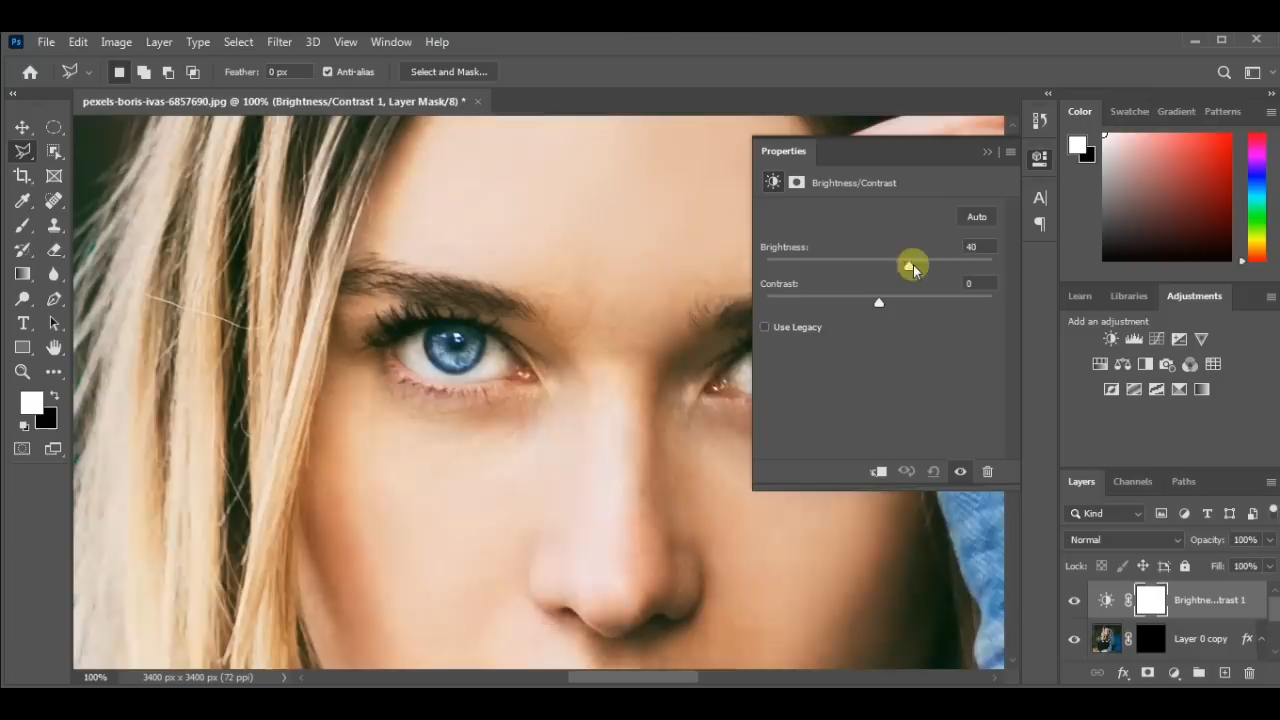 Ps File Edit Image Layer Type Select Filter 3D View Window Help
Feather: 0 px Anti-alias Select and Mask...
pexels-boris-ivas-6857690.jpg @ 100% (Brightness/Contrast 1, Layer Mask/8) * ×
Color Swatche Gradient Patterns
Properties
Brightness/Contrast
Auto
Brightness: 40
Contrast: 0
Use Legacy
Learn Libraries Adjustments
Add an adjustment
Layers Channels Paths
Kind
Normal Opacity: 100%
Lock: Fill: 100%
Brightne...trast 1
Layer 0 copy fx
100% 3400 px x 3400 px (72 ppi)
fx